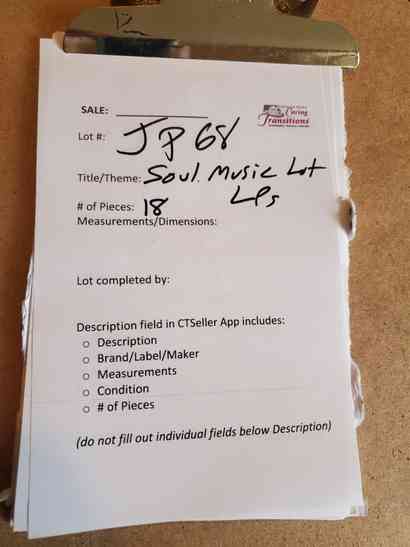 SALE:
Caring
Transitions
Lot #: JP 68
Title/Theme: Soul Music Lot
LPs
# of Pieces: 18
Measurements/Dimensions:
Lot completed by:
Description field in CTSeller App includes:
o Description
o Brand/Label/Maker
o Measurements
o Condition
o # of Pieces
(do not fill out individual fields below Description)